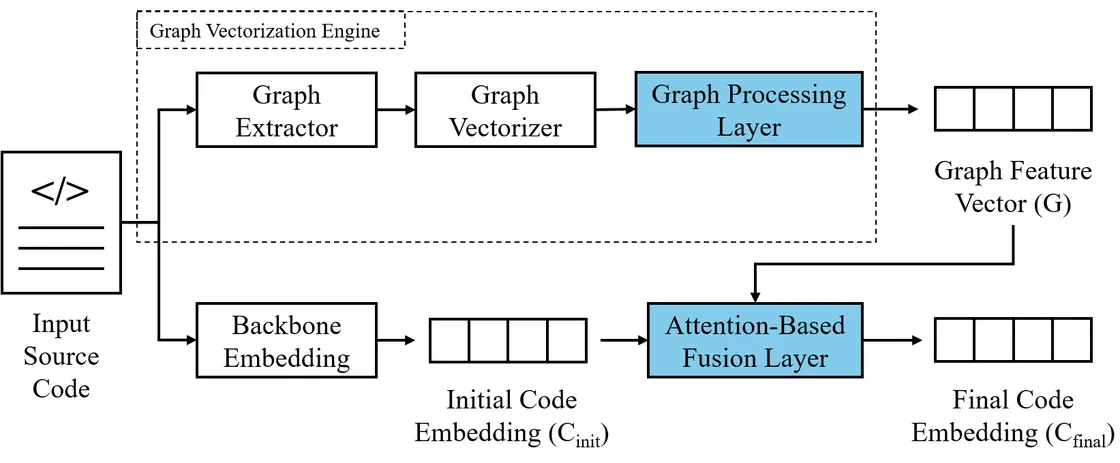 Graph Vectorization Engine
Graph
Extractor
Graph
Vectorizer
Graph Processing
Layer
Graph Feature
Vector (G)
</>
Input
Source
Code
Backbone
Embedding
Initial Code
Embedding (Cinit)
Attention-Based
Fusion Layer
Final Code
Embedding (Cfinal)